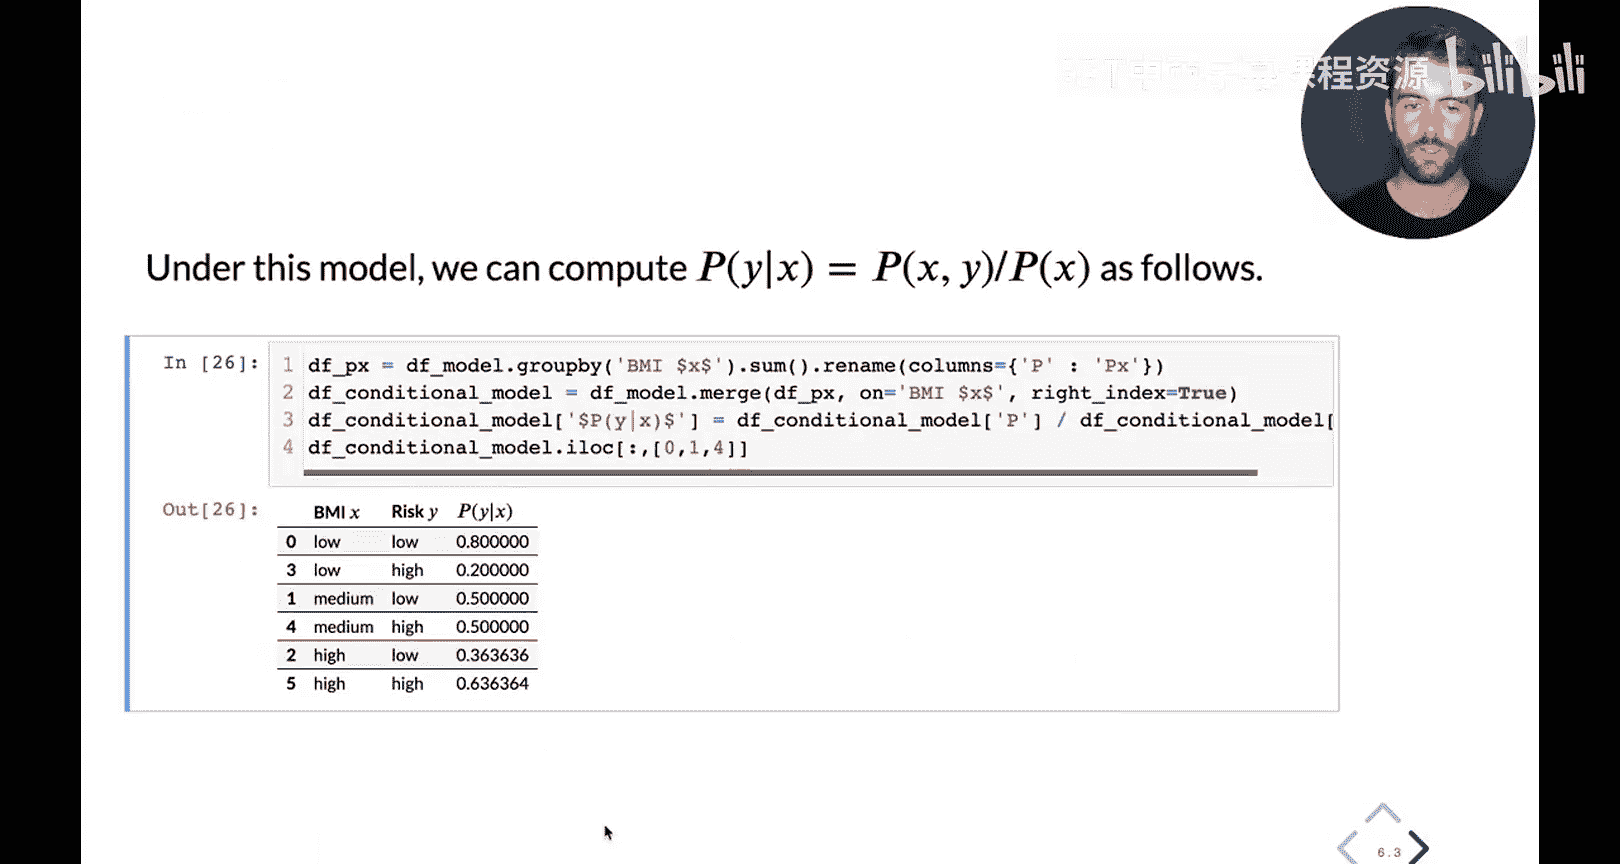 课程资源 bilibili
Under this model, we can compute P(y|x) = P(x, y)/P(x) as follows.
In [26]:
1 df_px = df_model.groupby('BMI $x$').sum().rename(columns={'P' : 'Px'})
2 df_conditional_model = df_model.merge(df_px, on='BMI $x$', right_index=True)
3 df_conditional_model['$P(y|x)$'] = df_conditional_model['P'] / df_conditional_model[
4 df_conditional_model.iloc[:,[0,1,4]]
Out[26]:
BMI x Risk y P(y|x)
0 low low 0.800000
3 low high 0.200000
1 medium low 0.500000
4 medium high 0.500000
2 high low 0.363636
5 high high 0.636364
6.3